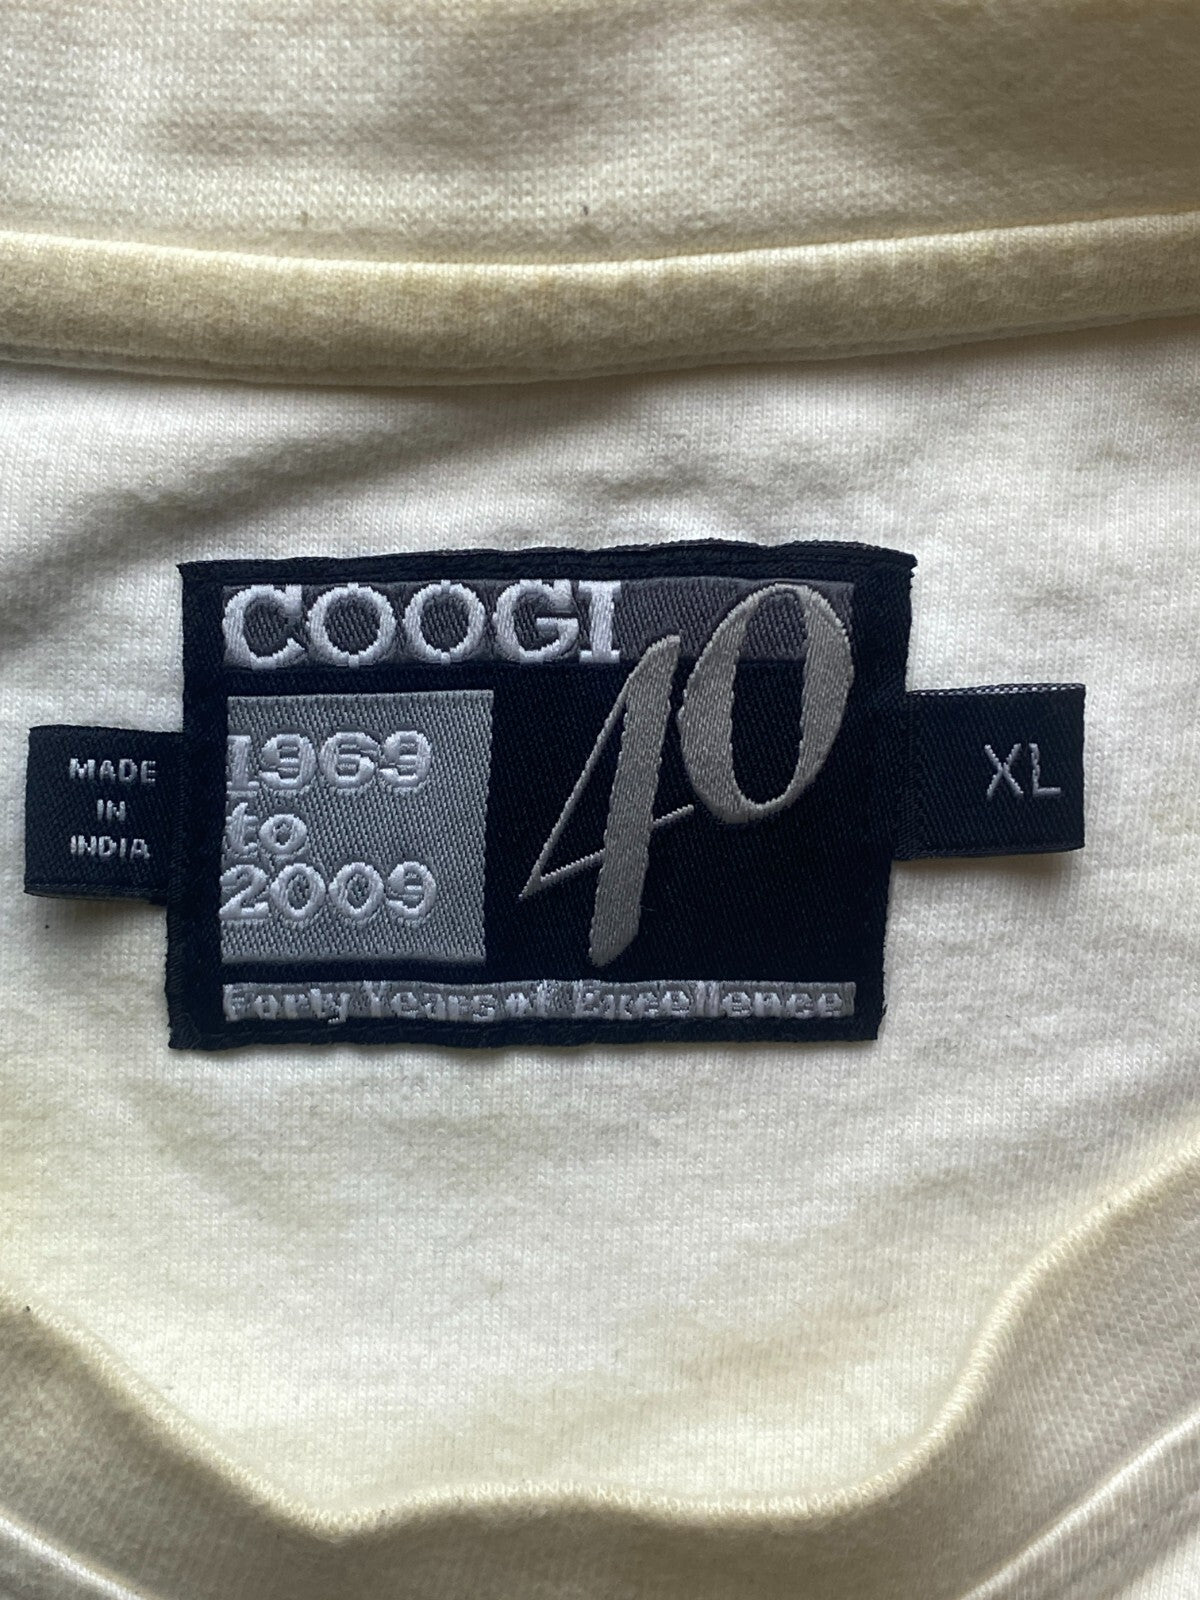 COOGI
40
1969
to
2009
Forty Years of Excellence
MADE
IN
INDIA
XL